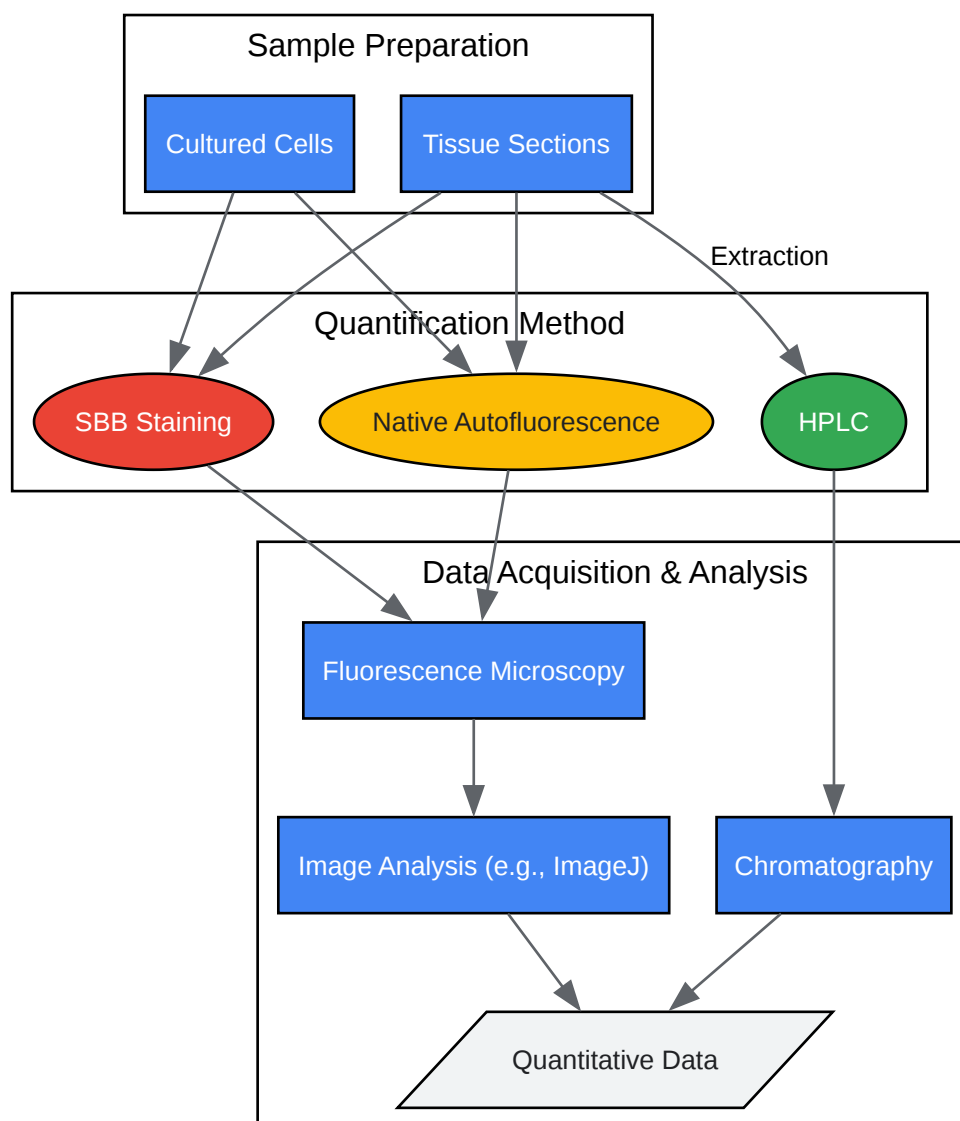 Sample Preparation
Cultured Cells
Tissue Sections
Extraction
Quantification Method
SBB Staining
Native Autofluorescence
HPLC
Data Acquisition & Analysis
Fluorescence Microscopy
Image Analysis (e.g., ImageJ)
Chromatography
Quantitative Data